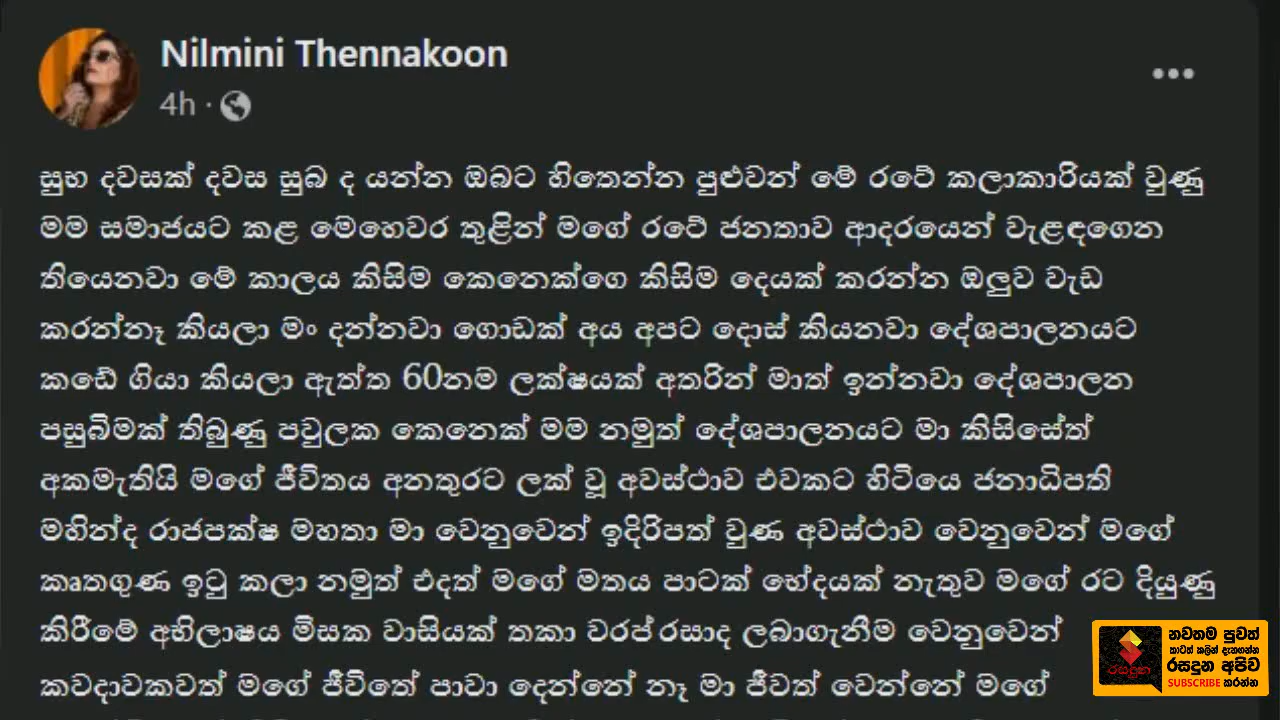 Nilmini Thennakoon
4h ·
සුභ දවසක් දවස සුබ ද යන්න ඔබට හිතෙන්න පුළුවන් මේ රටේ කලාකාරියක් වුණු
මම සමාජයට කළ මෙහෙවර තුළින් මගේ රටේ ජනතාව ආදරයෙන් වැළඳගෙන
තියෙනවා මේ කාලය කිසිම කෙනෙක්ගෙ කිසිම දෙයක් කරන්න ඔලුව වැඩ
කරන්නෑ කියලා මං දන්නවා ගොඩක් අය අපට දොස් කියනවා දේශපාලනයට
කඩේ ගියා කියලා ඇත්ත 60නම ලක්ෂයක් අතරින් මාත් ඉන්නවා දේශපාලන
පසුබිමක් තිබුණු පවුලක කෙනෙක් මම නමුත් දේශපාලනයට මා කිසිසේත්
අකමැතියි මගේ ජීවිතය අනතුරට ලක් වූ අවස්ථාව එවකට හිටියෙ ජනාධිපති
මහින්ද රාජපක්ෂ මහතා මා වෙනුවෙන් ඉදිරිපත් වුණ අවස්ථාව වෙනුවෙන් මගේ
කෘතගුණ ඉටු කලා නමුත් එදත් මගේ මතය පාටක් භේදයක් නැතුව මගේ රට දියුණු
කිරීමේ අභිලාෂය මිසක වාසියක් තකා වරප්‍රසාද ලබාගැනීම වෙනුවෙන්
කවදාවකවත් මගේ ජීවිතේ පාවා දෙන්නේ නෑ මා ජීවත් වෙන්නේ මගේ
නවතම පුවත්
කාටත් කලින් දැනගන්න
රසදුන අපිව
SUBSCRIBE කරන්න
රසදුන